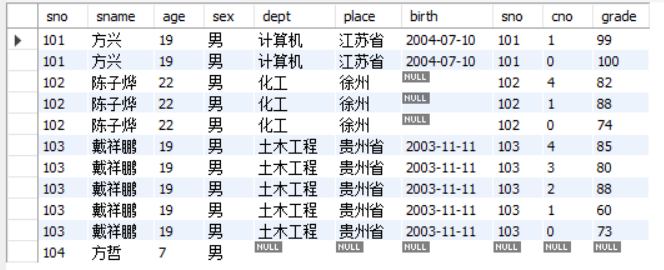 sno sname age sex dept place birth sno cno grade
101 方兴 19 男 计算机 江苏省 2004-07-10 101 1 99
101 方兴 19 男 计算机 江苏省 2004-07-10 101 0 100
102 陈子烨 22 男 化工 徐州 NULL 102 4 82
102 陈子烨 22 男 化工 徐州 NULL 102 1 88
102 陈子烨 22 男 化工 徐州 NULL 102 0 74
103 戴祥鹏 19 男 土木工程 贵州省 2003-11-11 103 4 85
103 戴祥鹏 19 男 土木工程 贵州省 2003-11-11 103 3 80
103 戴祥鹏 19 男 土木工程 贵州省 2003-11-11 103 2 88
103 戴祥鹏 19 男 土木工程 贵州省 2003-11-11 103 1 60
103 戴祥鹏 19 男 土木工程 贵州省 2003-11-11 103 0 73
104 方哲 7 男 NULL NULL NULL NULL NULL NULL